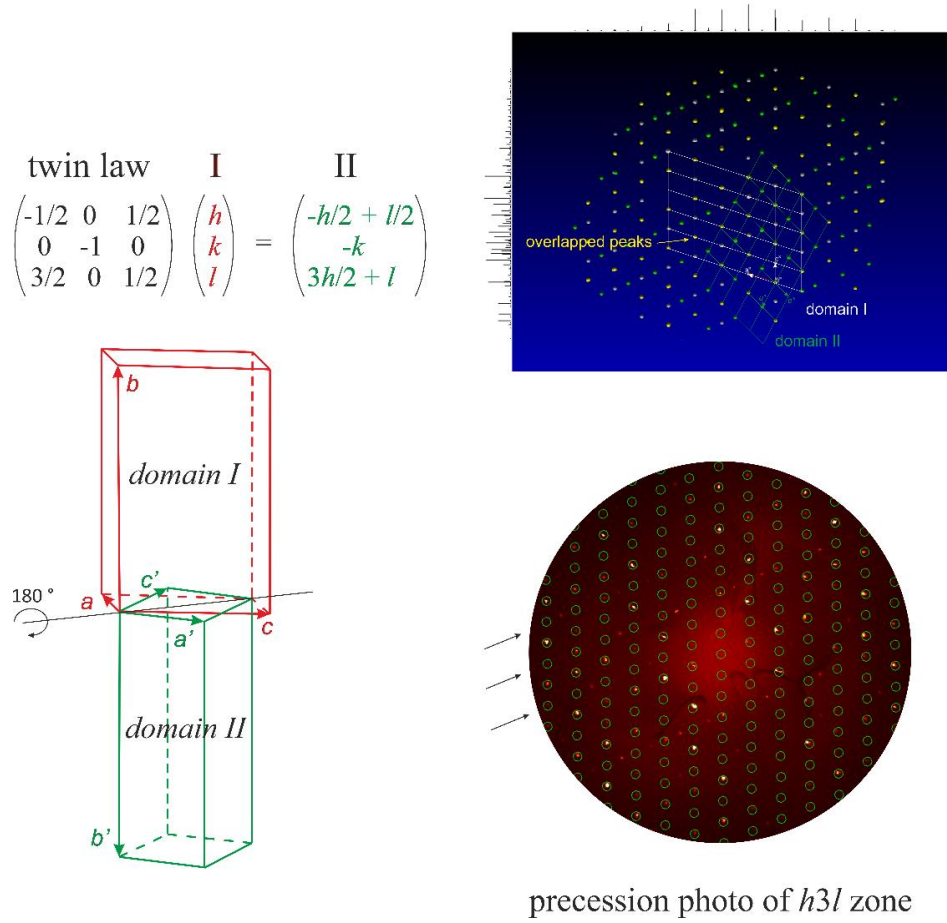 twin law I II
-1/2 0 1/2 h -h/2 + l/2
0 -1 0 k = -k
3/2 0 1/2 l 3h/2 + l
overlapped peaks
domain I
domain II
b
domain I
c'
180 °
a
a'
c
domain II
b'
precession photo of h3l zone